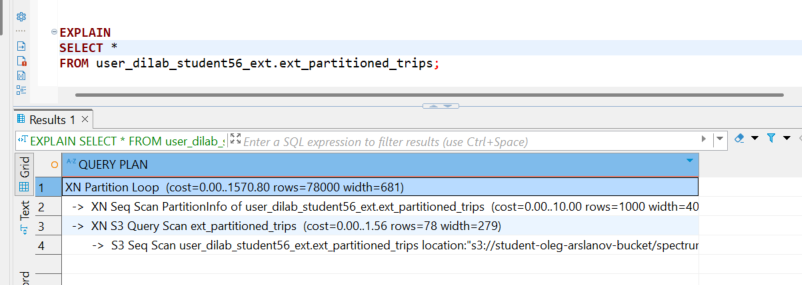 EXPLAIN
SELECT *
FROM user_dilab_student56_ext.ext_partitioned_trips;
Results 1
EXPLAIN SELECT * FROM user_dilab_s
Enter a SQL expression to filter results (use Ctrl+Space)
Grid
QUERY PLAN
1 XN Partition Loop (cost=0.00..1570.80 rows=78000 width=681)
2 -> XN Seq Scan PartitionInfo of user_dilab_student56_ext.ext_partitioned_trips (cost=0.00..10.00 rows=1000 width=40
3 -> XN S3 Query Scan ext_partitioned_trips (cost=0.00..1.56 rows=78 width=279)
4 -> S3 Seq Scan user_dilab_student56_ext.ext_partitioned_trips location:"s3://student-oleg-arslanov-bucket/spectrur
Text